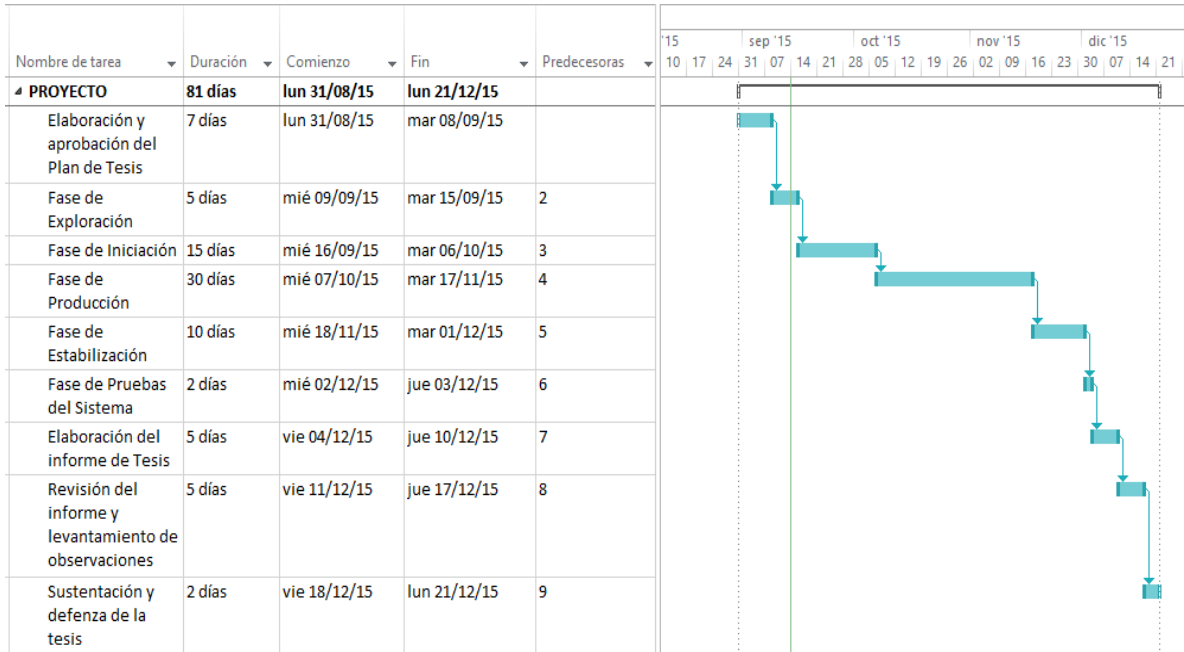 '15 sep '15 oct '15 nov '15 dic '15
Nombre de tarea Duración Comienzo Fin Predecesoras 10 17 24 31 07 14 21 28 05 12 19 26 02 09 16 23 30 07 14 21
PROYECTO 81 días lun 31/08/15 lun 21/12/15
Elaboración y 7 días lun 31/08/15 mar 08/09/15
aprobación del
Plan de Tesis
Fase de 5 días mié 09/09/15 mar 15/09/15 2
Exploración
Fase de Iniciación 15 días mié 16/09/15 mar 06/10/15 3
Fase de 30 días mié 07/10/15 mar 17/11/15 4
Producción
Fase de 10 días mié 18/11/15 mar 01/12/15 5
Estabilización
Fase de Pruebas 2 días mié 02/12/15 jue 03/12/15 6
del Sistema
Elaboración del 5 días vie 04/12/15 jue 10/12/15 7
informe de Tesis
Revisión del 5 días vie 11/12/15 jue 17/12/15 8
informe y
levantamiento de
observaciones
Sustentación y 2 días vie 18/12/15 lun 21/12/15 9
defenza de la
tesis